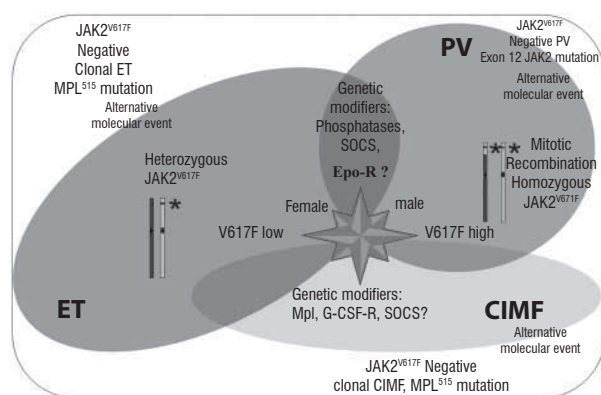 JAK2V617F
Negative
Clonal ET
MPL515 mutation
Alternative
molecular event
PV
JAK2V617F
Negative PV
Exon 12 JAK2 mutation
Alternative
molecular event
Genetic
modifiers:
Phosphatases,
SOCS,
Epo-R ?
Heterozygous
JAK2V617F
*
* *
Mitotic
Recombination
Homozygous
JAK2V671F
Female
male
V617F low
V617F high
Genetic modifiers:
Mpl, G-CSF-R, SOCS?
ET
CIMF
Alternative
molecular event
JAK2V617F Negative
clonal CIMF, MPL515 mutation